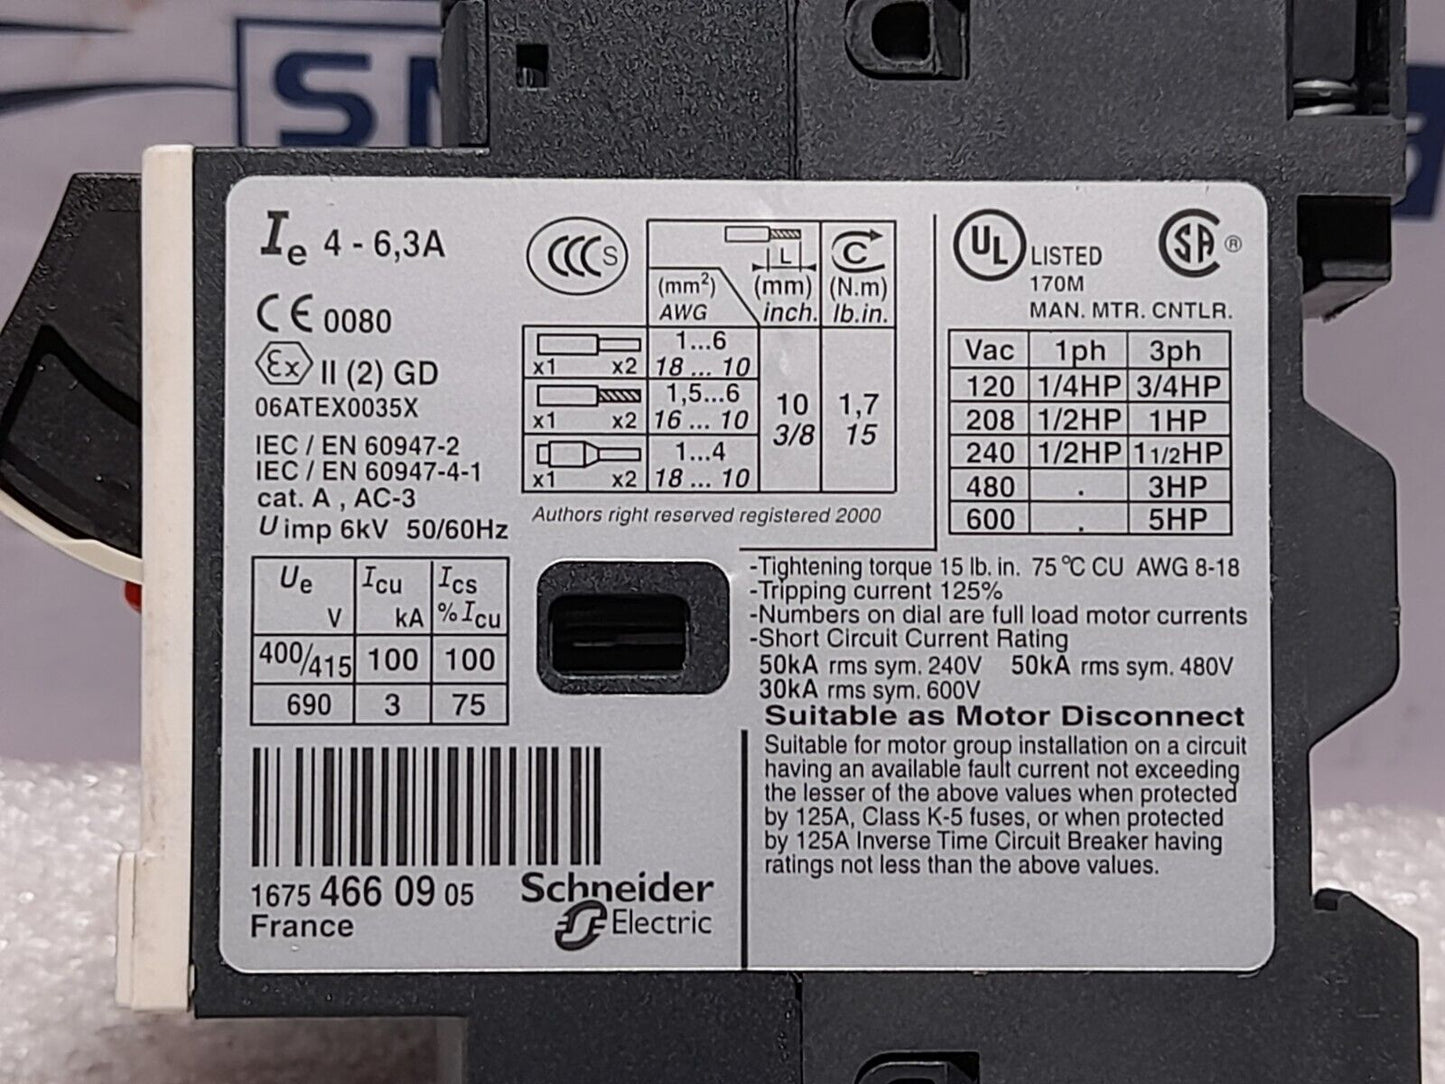 SM
Ie 4 - 6,3A
CE 0080
Ex II (2) GD
06ATEX0035X
IEC / EN 60947-2
IEC / EN 60947-4-1
cat. A , AC-3
U imp 6kV 50/60Hz
CCC S
L
C
(mm²) (mm) (N.m)
AWG inch. lb.in.
1...6
x1 x2 18 ... 10
1,5...6
x1 x2 16 ... 10
1...4
x1 x2 18 ... 10
10 1,7
3/8 15
Authors right reserved registered 2000
UL LISTED SA ®
170M
MAN. MTR. CNTLR.
Vac 1ph 3ph
120 1/4HP 3/4HP
208 1/2HP 1HP
240 1/2HP 1 1/2HP
480 . 3HP
600 . 5HP
Ue Icu Ics
V kA % Icu
400/415 100 100
690 3 75
-Tightening torque 15 lb. in. 75 °C CU AWG 8-18
-Tripping current 125%
-Numbers on dial are full load motor currents
-Short Circuit Current Rating
50kA rms sym. 240V 50kA rms sym. 480V
30kA rms sym. 600V
Suitable as Motor Disconnect
Suitable for motor group installation on a circuit
having an available fault current not exceeding
the lesser of the above values when protected
by 125A, Class K-5 fuses, or when protected
by 125A Inverse Time Circuit Breaker having
ratings not less than the above values.
1675 466 09 05
France
Schneider
Electric